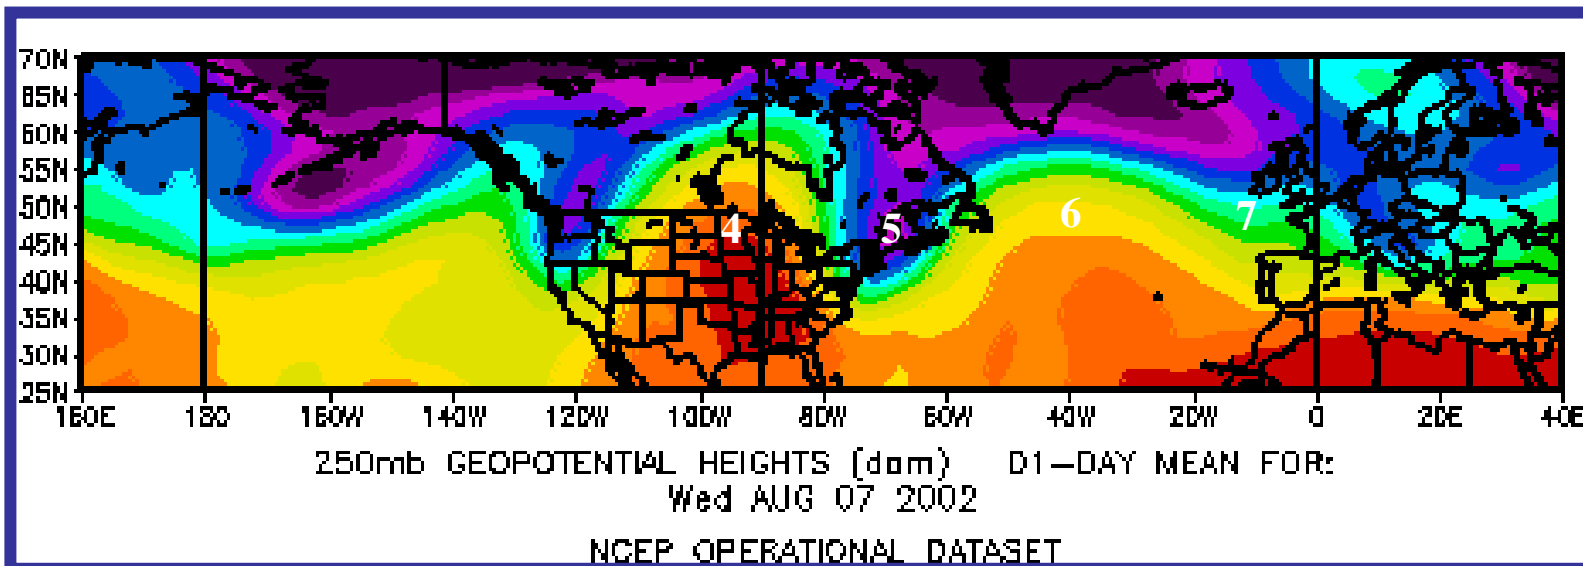 70N
65N
60N
55N
50N
45N
40N
35N
30N
25N
4 5 6 7
160E 180 160W 140W 120W 100W 80W 60W 40W 20W 0 20E 40E
250mb GEOPOTENTIAL HEIGHTS (dam) 01-DAY MEAN FOR:
Wed AUG 07 2002
NCEP OPERATIONAL DATASET